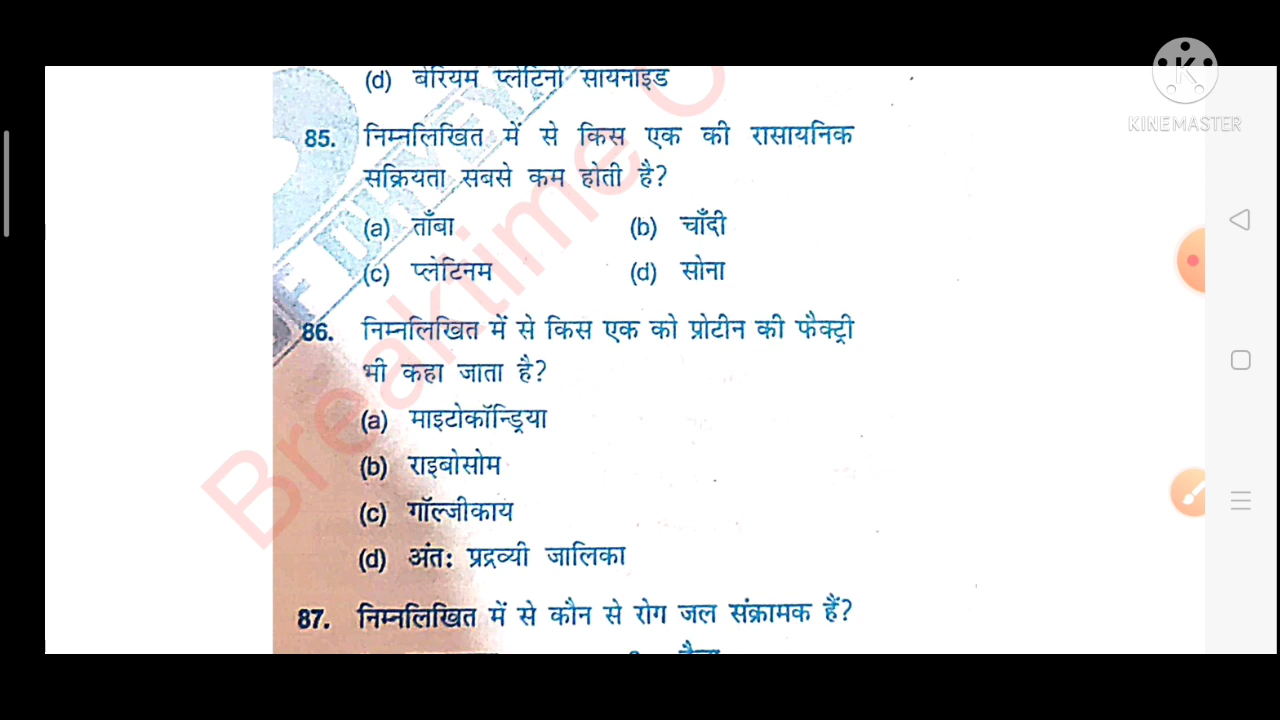 KINEMASTER
(d) बेरियम प्लेटिनो सायनाइड
85. निम्नलिखित में से किस एक की रासायनिक
सक्रियता सबसे कम होती है?
(a) ताँबा (b) चाँदी
(c) प्लेटिनम (d) सोना
86. निम्नलिखित में से किस एक को प्रोटीन की फैक्ट्री
भी कहा जाता है?
(a) माइटोकॉन्ड्रिया
(b) राइबोसोम
(c) गॉल्जीकाय
(d) अंत: प्रद्रव्यी जालिका
87. निम्नलिखित में से कौन से रोग जल संक्रामक हैं?
Breaktime